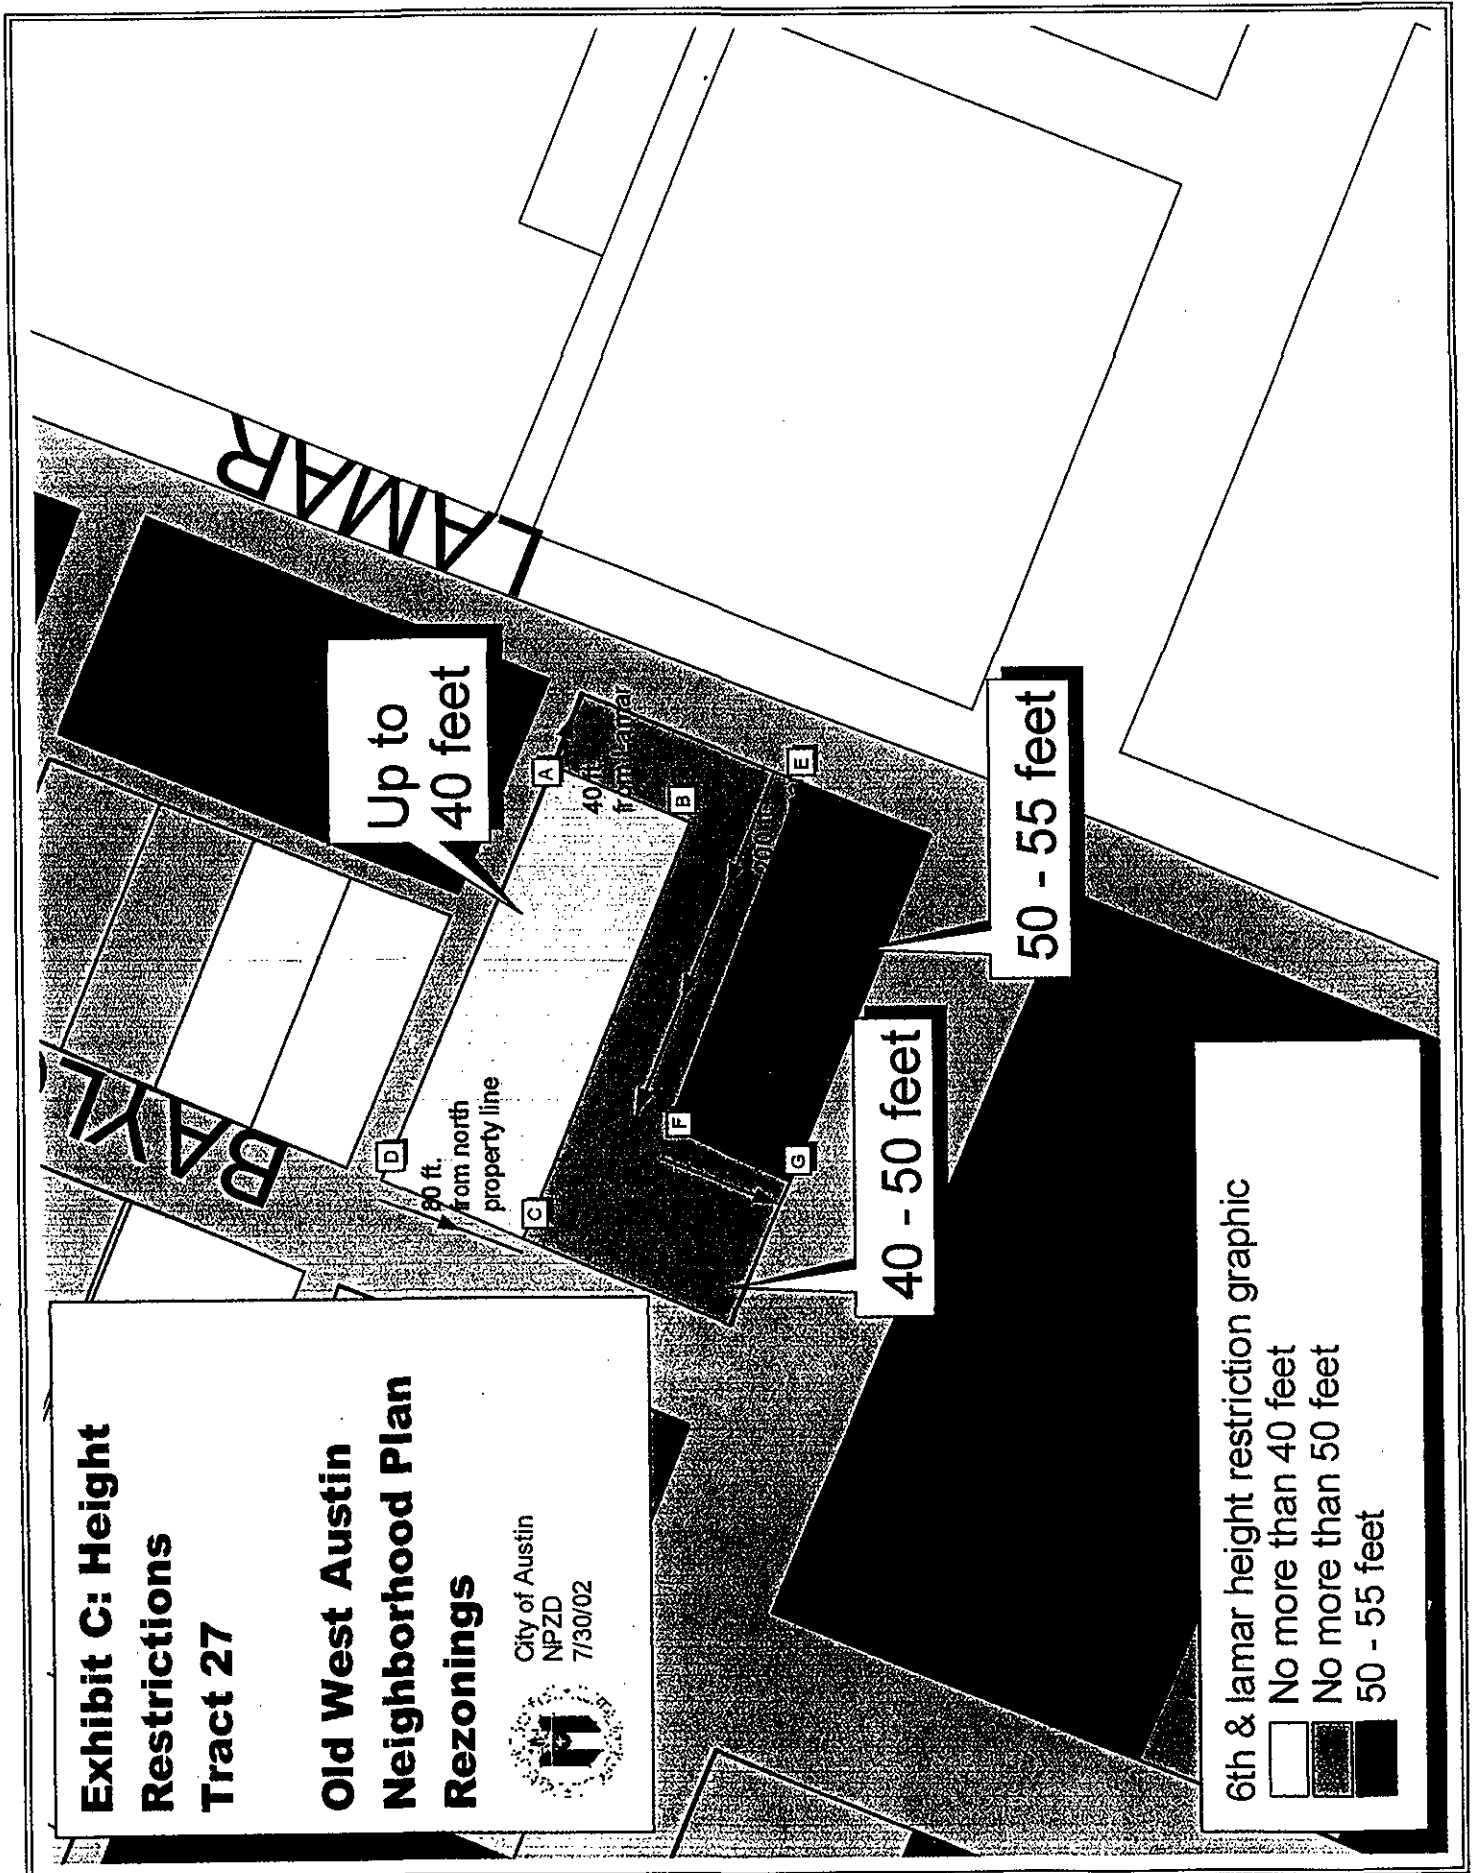 Exhibit C: Height
Restrictions
Tract 27
Old West Austin
Neighborhood Plan
Rezonings
City of Austin
NPZD
7/30/02
LAMAR
Up to
40 feet
A
40 ft.
from Lamar
B
E
D
80 ft.
from north
property line
C
F
G
50 - 55 feet
40 - 50 feet
6th & lamar height restriction graphic
No more than 40 feet
No more than 50 feet
50 - 55 feet